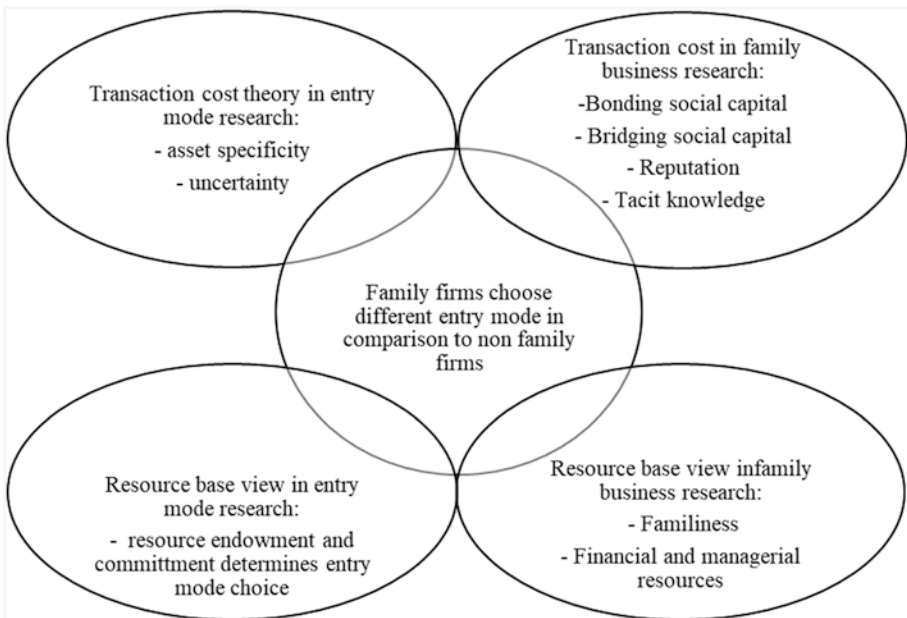 Transaction cost theory in entry
mode research:
- asset specificity
- uncertainty
Transaction cost in family
business research:
-Bonding social capital
- Bridging social capital
- Reputation
- Tacit knowledge
Family firms choose
different entry mode in
comparison to non family
firms
Resource base view in entry
mode research:
- resource endowment and
committment determines entry
mode choice
Resource base view infamily
business research:
- Familiness
- Financial and managerial
resources